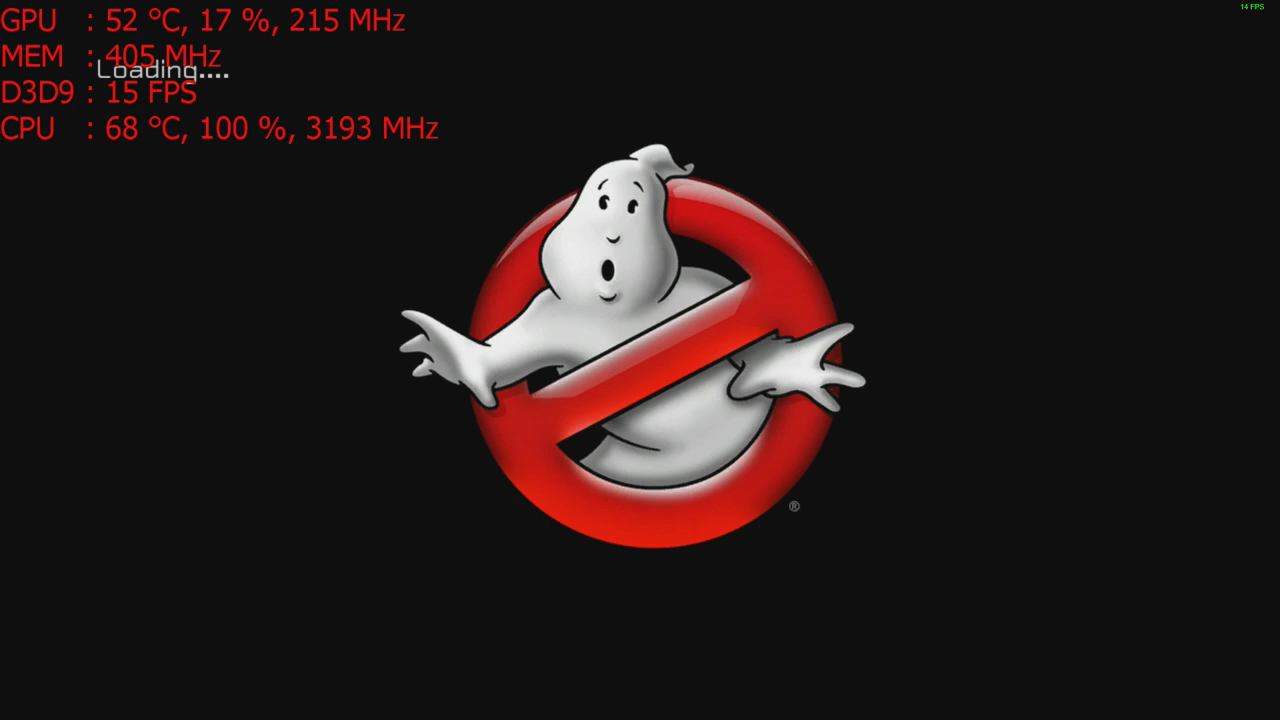 GPU : 52 °C, 17 %, 215 MHz
14 FPS
MEM : 405 MHz
Loading....
D3D9 : 15 FPS
CPU : 68 °C, 100 %, 3193 MHz
®